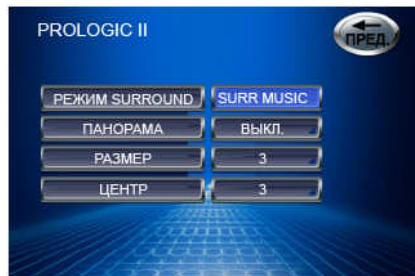 PROLOGIC II
ПРЕД.
РЕЖИМ SURROUND SURR MUSIC
ПАНОРАМА ВЫКЛ.
РАЗМЕР 3
ЦЕНТР 3